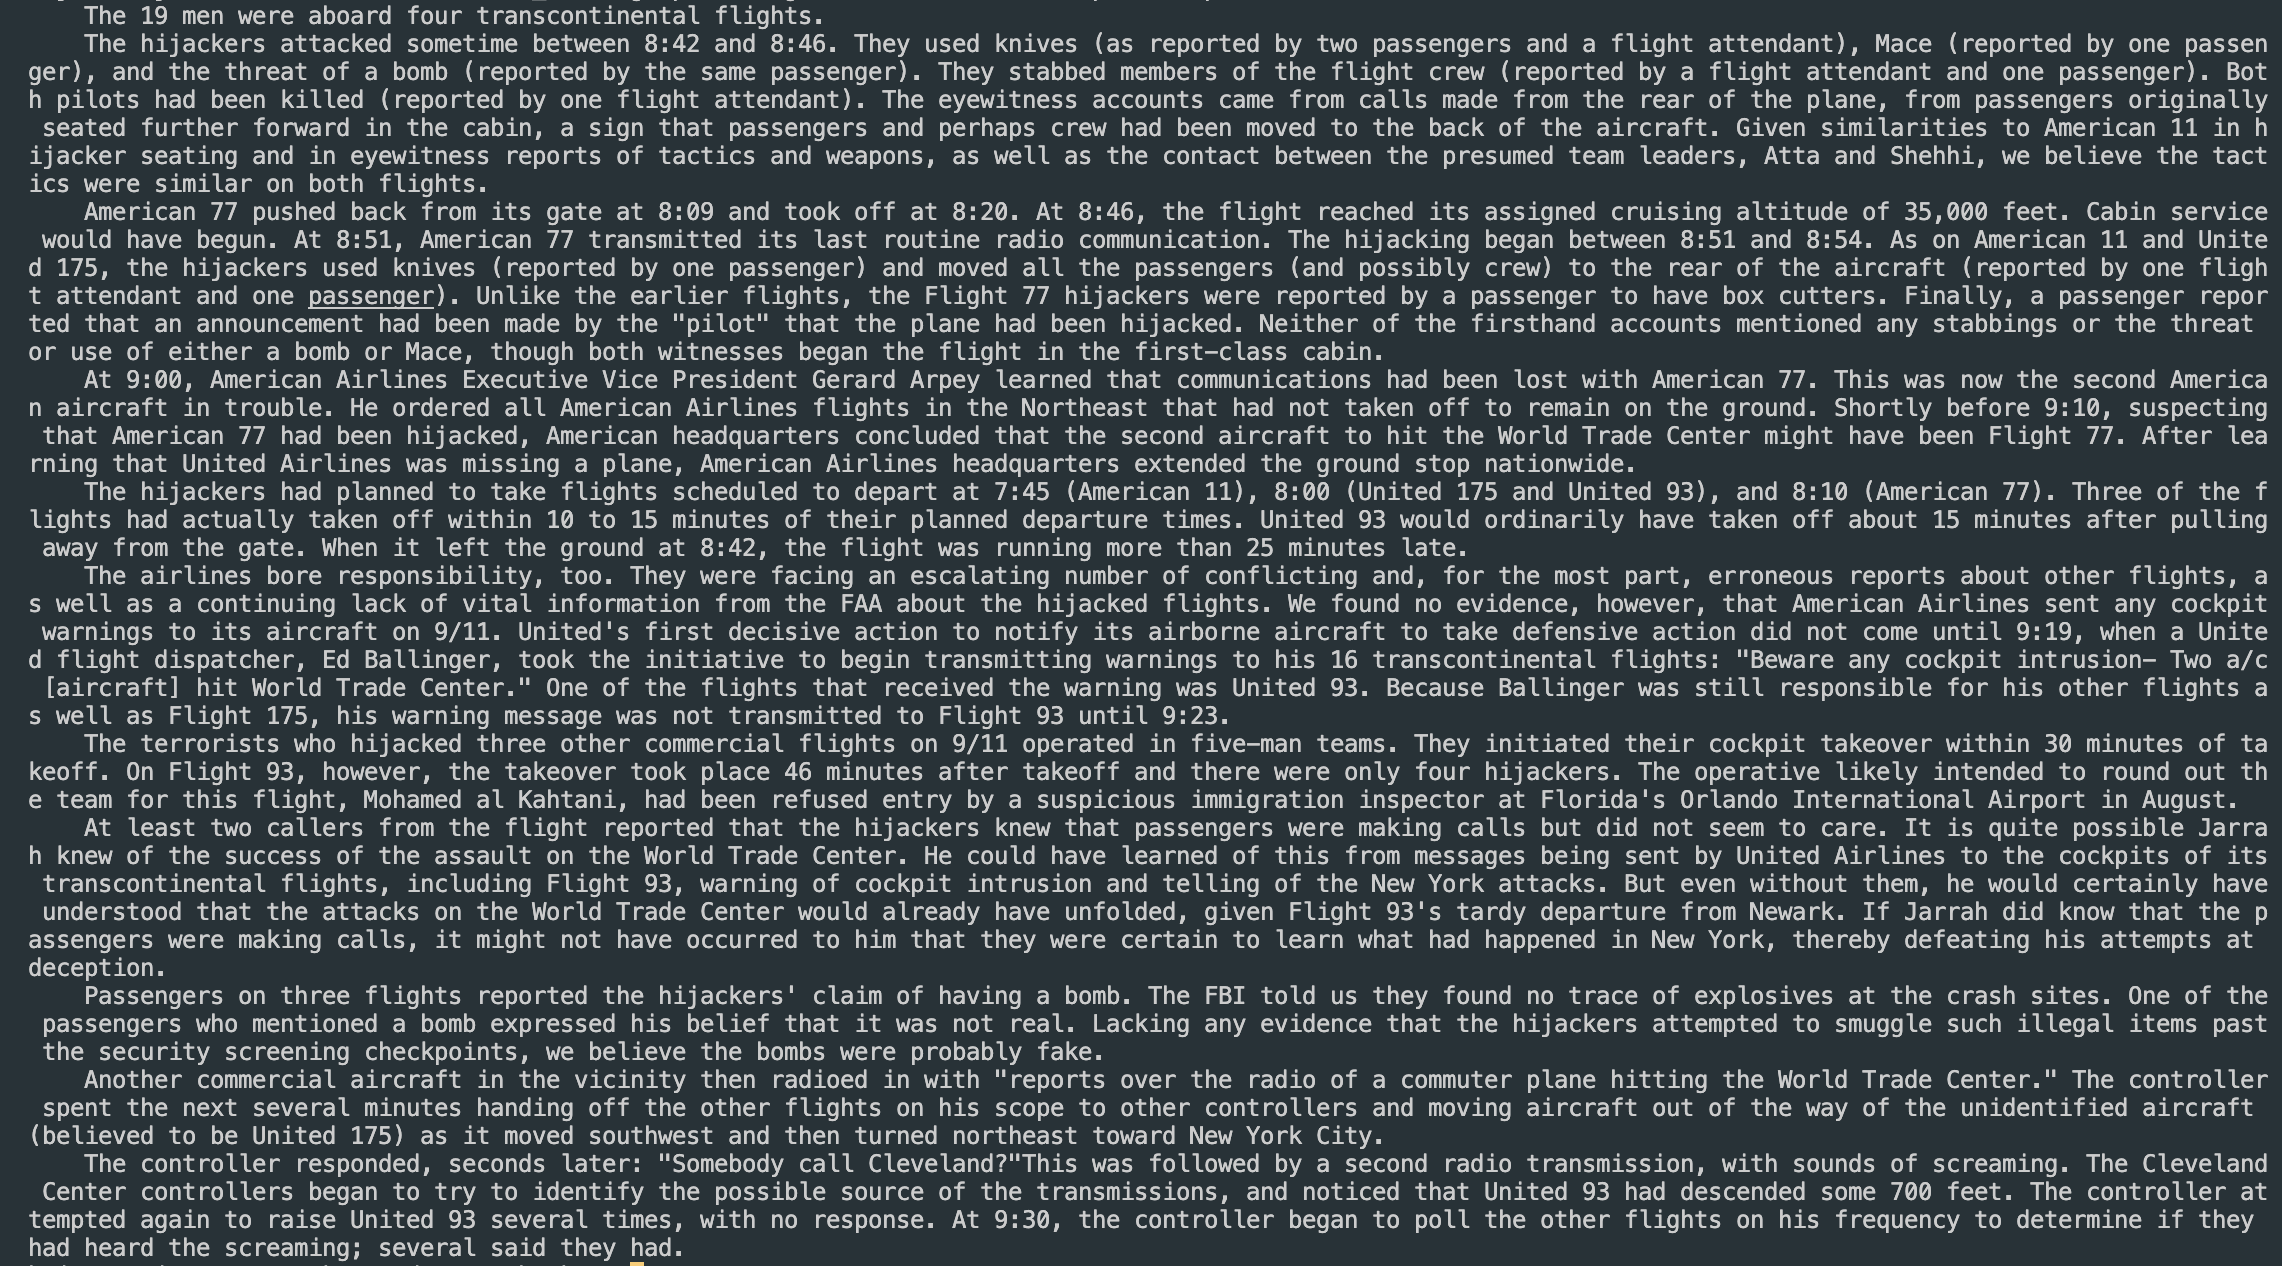 The 19 men were aboard four transcontinental flights.
The hijackers attacked sometime between 8:42 and 8:46. They used knives (as reported by two passengers and a flight attendant), Mace (reported by one passen
ger), and the threat of a bomb (reported by the same passenger). They stabbed members of the flight crew (reported by a flight attendant and one passenger). Bot
h pilots had been killed (reported by one flight attendant). The eyewitness accounts came from calls made from the rear of the plane, from passengers originally
seated further forward in the cabin, a sign that passengers and perhaps crew had been moved to the back of the aircraft. Given similarities to American 11 in h
ijacker seating and in eyewitness reports of tactics and weapons, as well as the contact between the presumed team leaders, Atta and Shehhi, we believe the tact
ics were similar on both flights.
American 77 pushed back from its gate at 8:09 and took off at 8:20. At 8:46, the flight reached its assigned cruising altitude of 35,000 feet. Cabin service
would have begun. At 8:51, American 77 transmitted its last routine radio communication. The hijacking began between 8:51 and 8:54. As on American 11 and Unite
d 175, the hijackers used knives (reported by one passenger) and moved all the passengers (and possibly crew) to the rear of the aircraft (reported by one fligh
t attendant and one passenger). Unlike the earlier flights, the Flight 77 hijackers were reported by a passenger to have box cutters. Finally, a passenger repor
ted that an announcement had been made by the "pilot" that the plane had been hijacked. Neither of the firsthand accounts mentioned any stabbings or the threat
or use of either a bomb or Mace, though both witnesses began the flight in the first-class cabin.
At 9:00, American Airlines Executive Vice President Gerard Arpey learned that communications had been lost with American 77. This was now the second America
n aircraft in trouble. He ordered all American Airlines flights in the Northeast that had not taken off to remain on the ground. Shortly before 9:10, suspecting
that American 77 had been hijacked, American headquarters concluded that the second aircraft to hit the World Trade Center might have been Flight 77. After lea
rning that United Airlines was missing a plane, American Airlines headquarters extended the ground stop nationwide.
The hijackers had planned to take flights scheduled to depart at 7:45 (American 11), 8:00 (United 175 and United 93), and 8:10 (American 77). Three of the f
lights had actually taken off within 10 to 15 minutes of their planned departure times. United 93 would ordinarily have taken off about 15 minutes after pulling
away from the gate. When it left the ground at 8:42, the flight was running more than 25 minutes late.
The airlines bore responsibility, too. They were facing an escalating number of conflicting and, for the most part, erroneous reports about other flights, a
s well as a continuing lack of vital information from the FAA about the hijacked flights. We found no evidence, however, that American Airlines sent any cockpit
warnings to its aircraft on 9/11. United's first decisive action to notify its airborne aircraft to take defensive action did not come until 9:19, when a Unite
d flight dispatcher, Ed Ballinger, took the initiative to begin transmitting warnings to his 16 transcontinental flights: "Beware any cockpit intrusion- Two a/c
[aircraft] hit World Trade Center." One of the flights that received the warning was United 93. Because Ballinger was still responsible for his other flights a
s well as Flight 175, his warning message was not transmitted to Flight 93 until 9:23.
The terrorists who hijacked three other commercial flights on 9/11 operated in five-man teams. They initiated their cockpit takeover within 30 minutes of ta
keoff. On Flight 93, however, the takeover took place 46 minutes after takeoff and there were only four hijackers. The operative likely intended to round out th
e team for this flight, Mohamed al Kahtani, had been refused entry by a suspicious immigration inspector at Florida's Orlando International Airport in August.
At least two callers from the flight reported that the hijackers knew that passengers were making calls but did not seem to care. It is quite possible Jarra
h knew of the success of the assault on the World Trade Center. He could have learned of this from messages being sent by United Airlines to the cockpits of its
transcontinental flights, including Flight 93, warning of cockpit intrusion and telling of the New York attacks. But even without them, he would certainly have
understood that the attacks on the World Trade Center would already have unfolded, given Flight 93's tardy departure from Newark. If Jarrah did know that the p
assengers were making calls, it might not have occurred to him that they were certain to learn what had happened in New York, thereby defeating his attempts at
deception.
Passengers on three flights reported the hijackers' claim of having a bomb. The FBI told us they found no trace of explosives at the crash sites. One of the
passengers who mentioned a bomb expressed his belief that it was not real. Lacking any evidence that the hijackers attempted to smuggle such illegal items past
the security screening checkpoints, we believe the bombs were probably fake.
Another commercial aircraft in the vicinity then radioed in with "reports over the radio of a commuter plane hitting the World Trade Center." The controller
spent the next several minutes handing off the other flights on his scope to other controllers and moving aircraft out of the way of the unidentified aircraft
(believed to be United 175) as it moved southwest and then turned northeast toward New York City.
The controller responded, seconds later: "Somebody call Cleveland?"This was followed by a second radio transmission, with sounds of screaming. The Cleveland
Center controllers began to try to identify the possible source of the transmissions, and noticed that United 93 had descended some 700 feet. The controller at
tempted again to raise United 93 several times, with no response. At 9:30, the controller began to poll the other flights on his frequency to determine if they
had heard the screaming; several said they had.